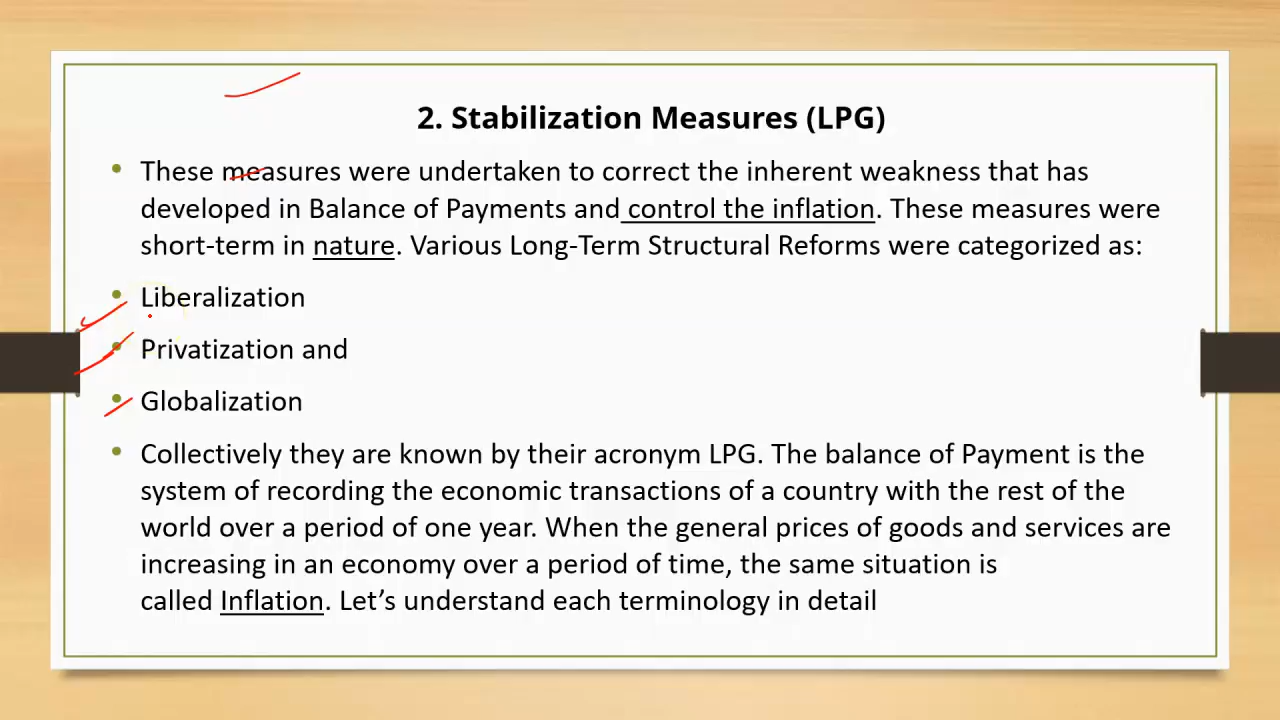 2. Stabilization Measures (LPG)
• These measures were undertaken to correct the inherent weakness that has
developed in Balance of Payments and control the inflation. These measures were
short-term in nature. Various Long-Term Structural Reforms were categorized as:
• Liberalization
• Privatization and
• Globalization
• Collectively they are known by their acronym LPG. The balance of Payment is the
system of recording the economic transactions of a country with the rest of the
world over a period of one year. When the general prices of goods and services are
increasing in an economy over a period of time, the same situation is
called Inflation. Let’s understand each terminology in detail